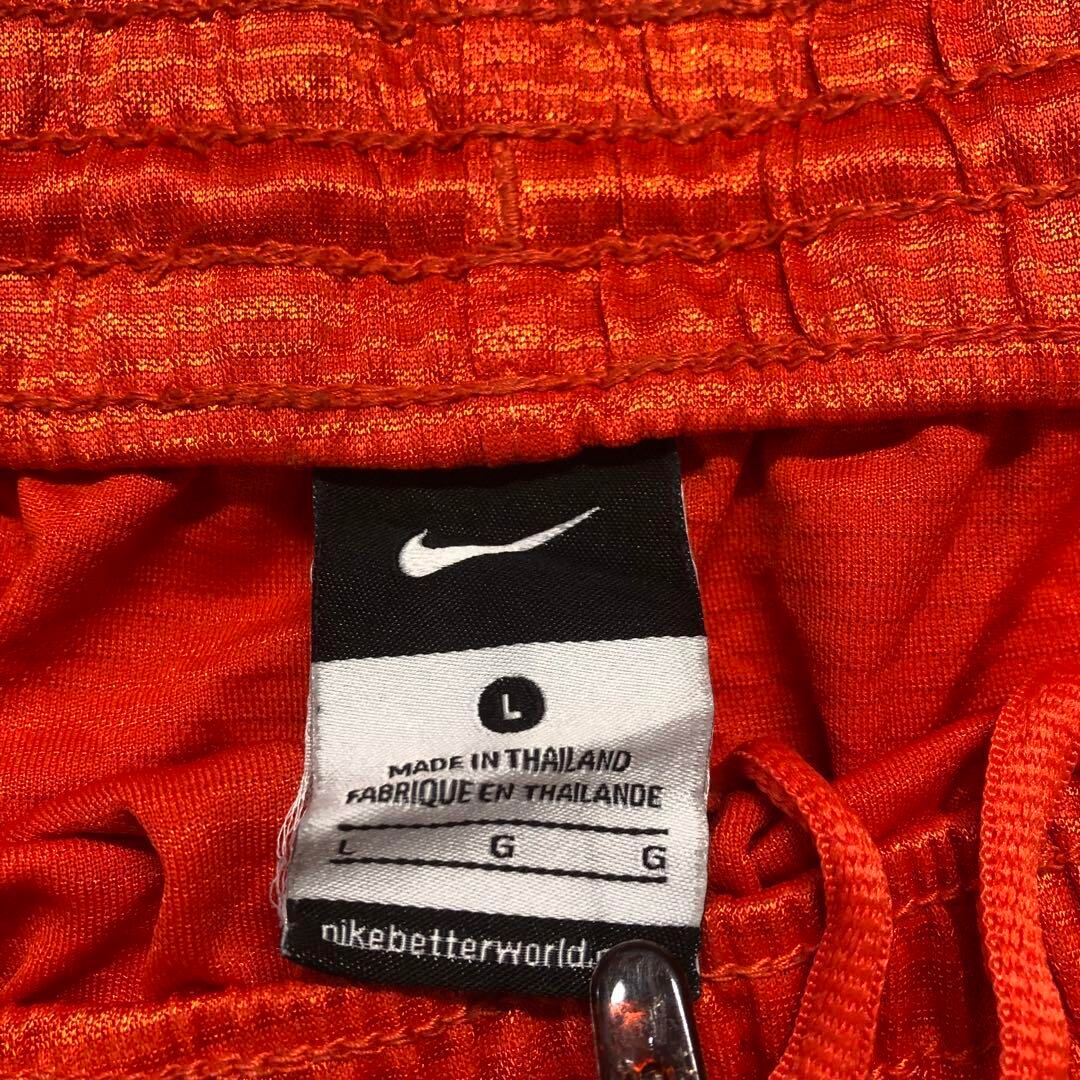 L
MADE IN THAILAND
FABRIQUE EN THAILANDE
L G G
nikebetterworld.